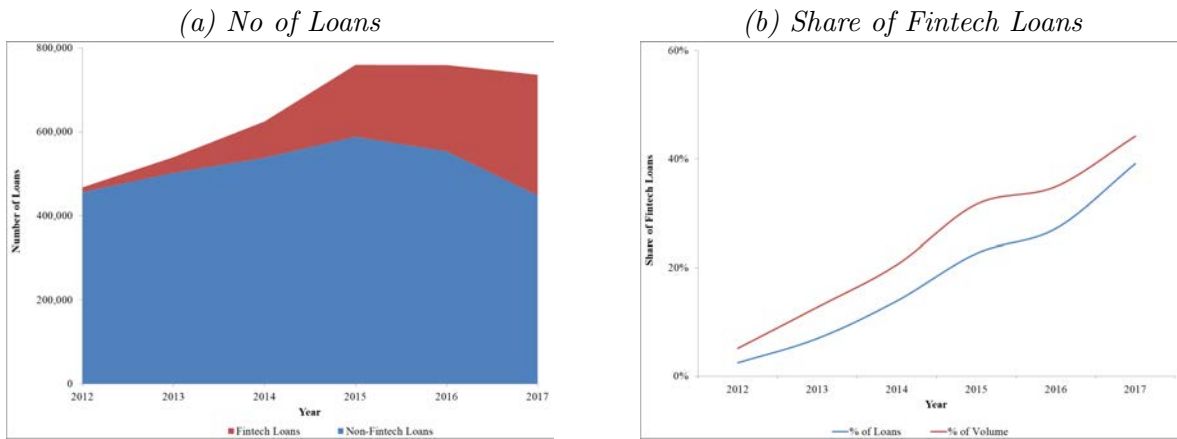 (a) No of Loans
800,000
600,000
400,000
200,000
0
Number of Loans
2012 2013 2014 2015 2016 2017
Year
Fintech Loans Non-Fintech Loans
(b) Share of Fintech Loans
60%
40%
20%
0%
Share of Fintech Loans
2012 2013 2014 2015 2016 2017
Year
% of Loans % of Volume